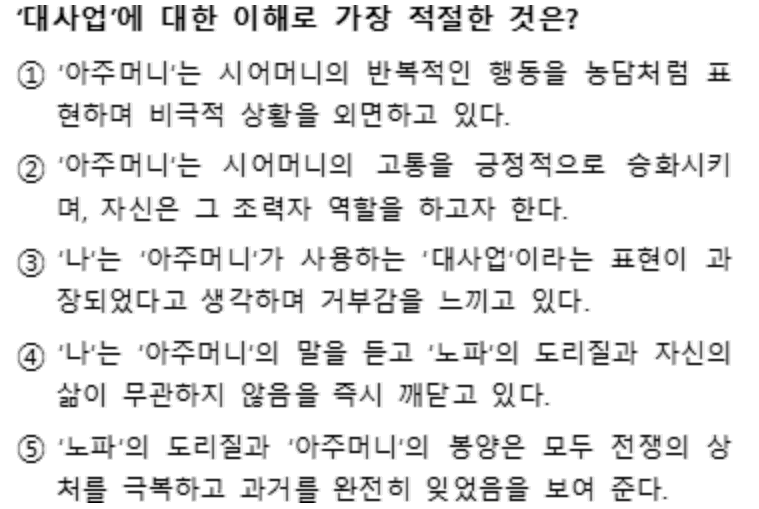 ‘대사업’에 대한 이해로 가장 적절한 것은?
① ‘아주머니’는 시어머니의 반복적인 행동을 농담처럼 표
현하며 비극적 상황을 외면하고 있다.
② ‘아주머니’는 시어머니의 고통을 긍정적으로 승화시키
며, 자신은 그 조력자 역할을 하고자 한다.
③ ‘나’는 ‘아주머니’가 사용하는 ‘대사업’이라는 표현이 과
장되었다고 생각하며 거부감을 느끼고 있다.
④ ‘나’는 ‘아주머니’의 말을 듣고 ‘노파’의 도리질과 자신의
삶이 무관하지 않음을 즉시 깨닫고 있다.
⑤ ‘노파’의 도리질과 ‘아주머니’의 봉양은 모두 전쟁의 상
처를 극복하고 과거를 완전히 잊었음을 보여 준다.